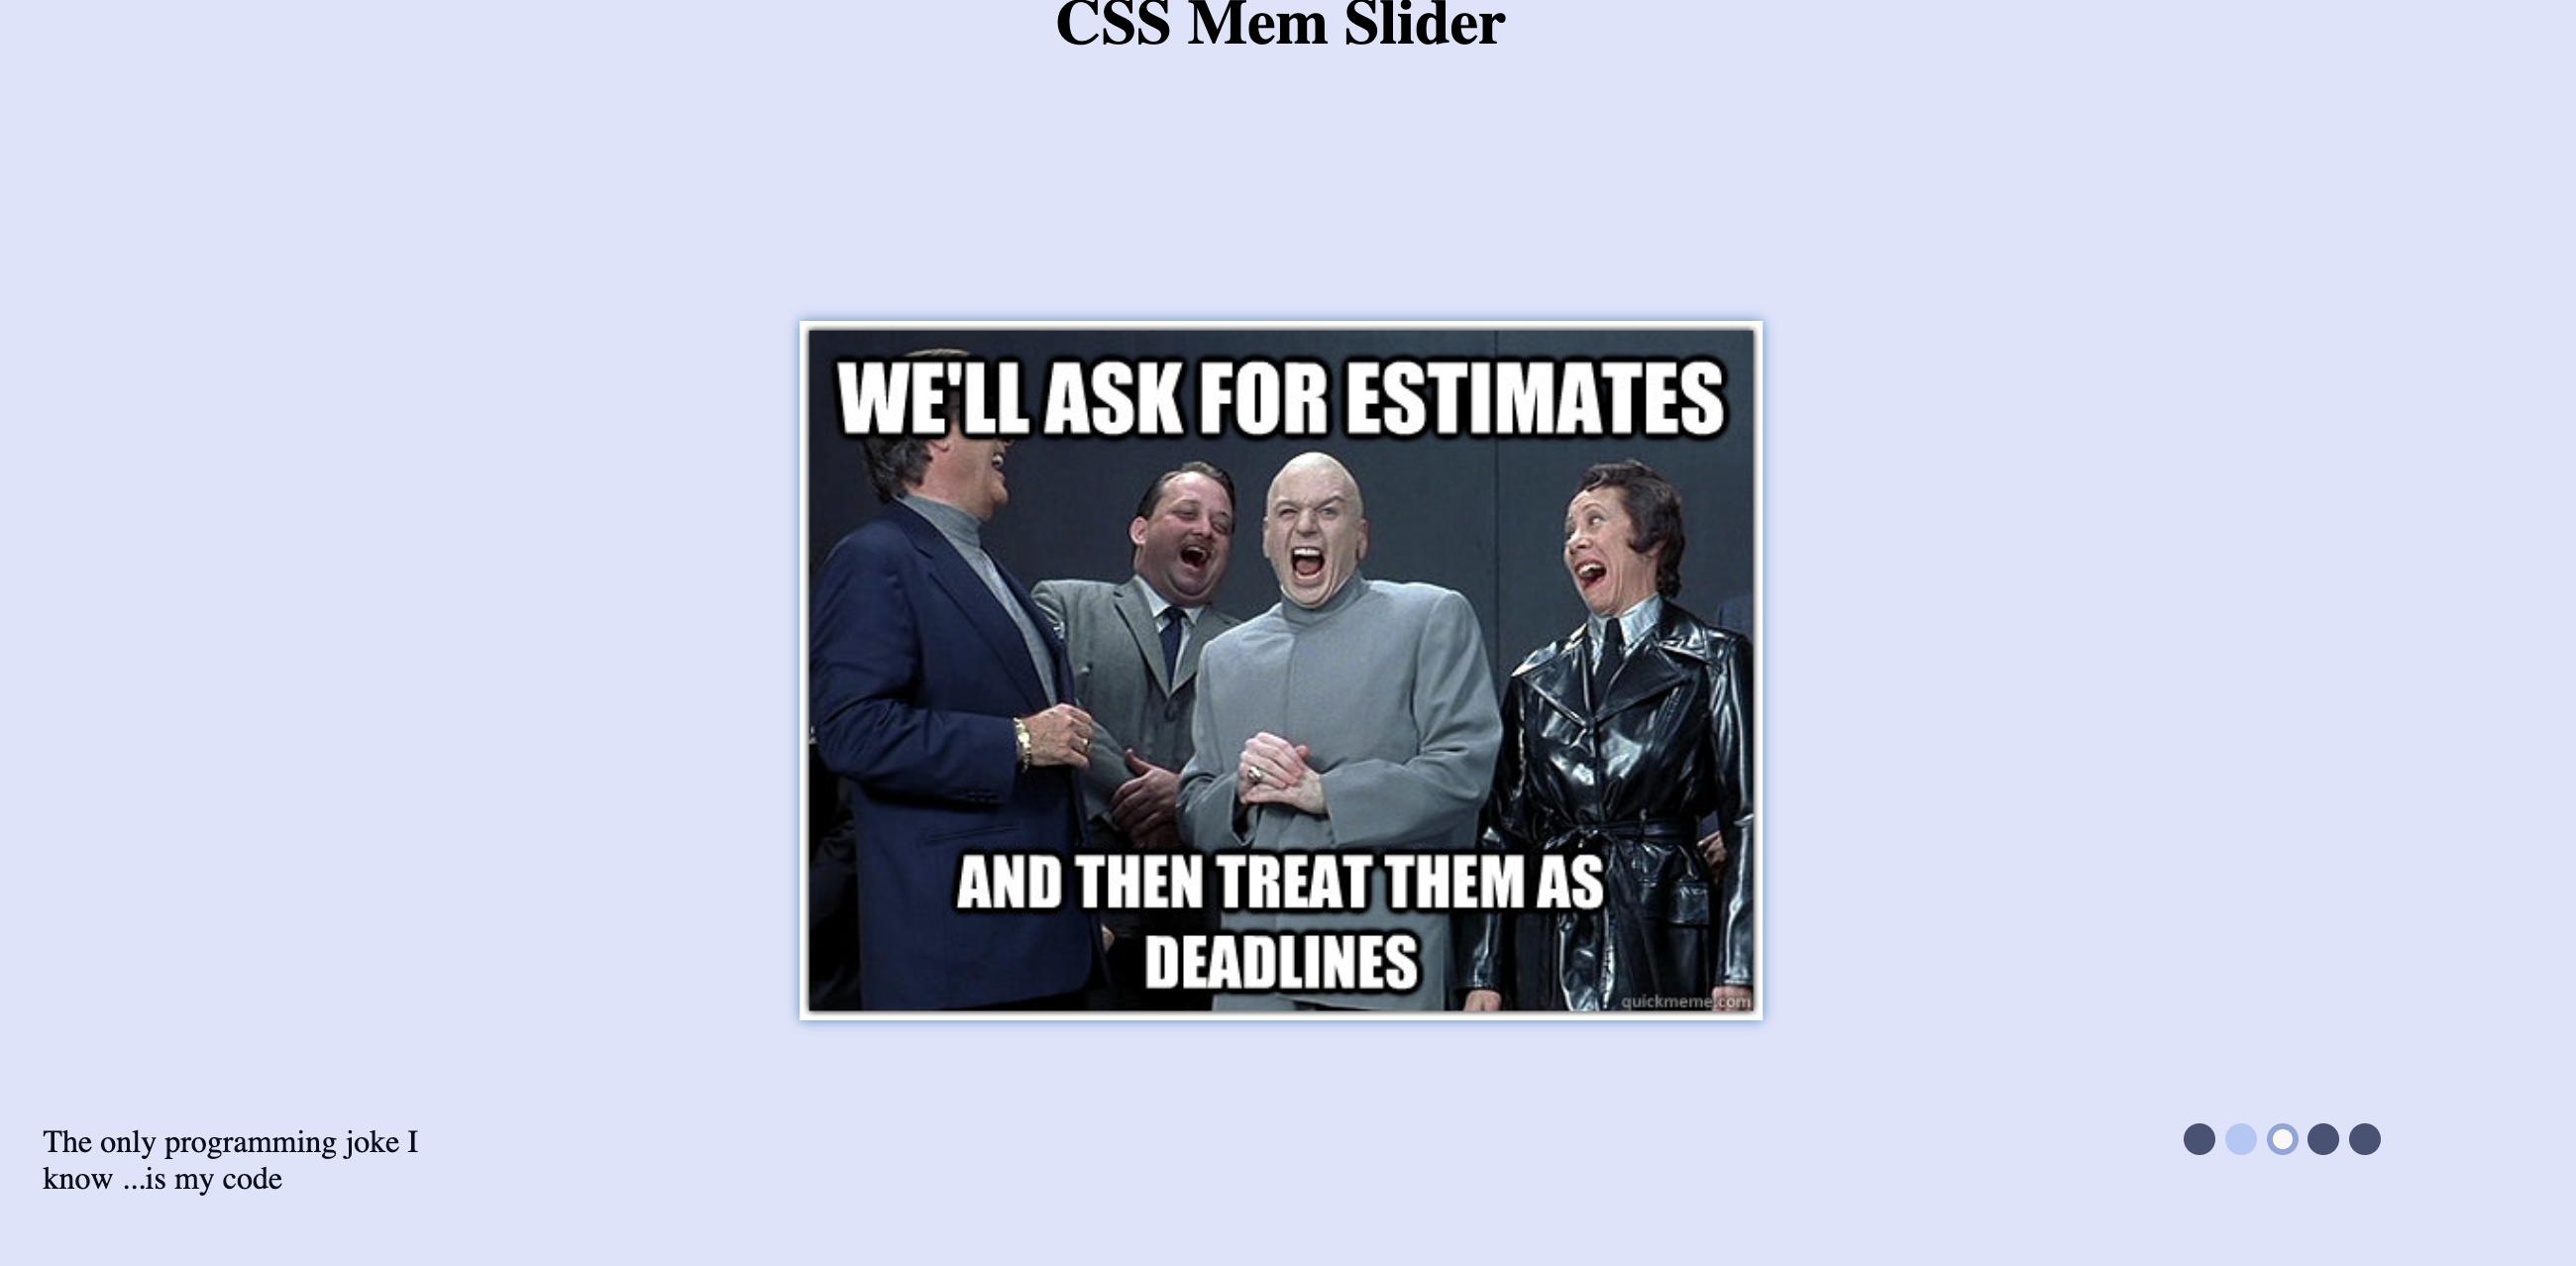 CSS Mem Slider
WE'LL ASK FOR ESTIMATES
AND THEN TREAT THEM AS
DEADLINES
quickmeme.com
The only programming joke I
know ...is my code